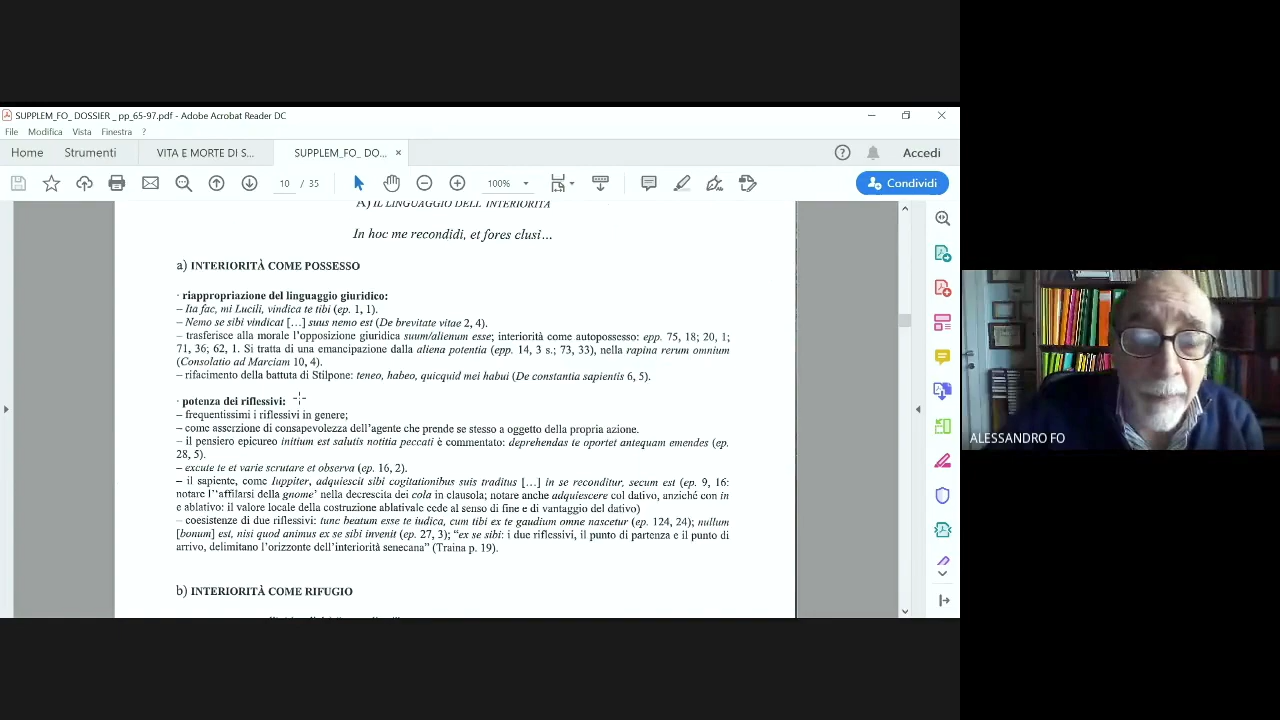 SUPPLEM_FO_ DOSSIER _ pp_65-97.pdf - Adobe Acrobat Reader DC
File Modifica Vista Finestra ?
Home Strumenti VITA E MORTE DI S... SUPPLEM_FO_ DO... × Accedi
10 / 35 100% Condividi
A) IL LINGUAGGIO DELL'INTERIORITÀ
In hoc me recondidi, et fores clusi…
a) INTERIORITÀ COME POSSESSO
· riappropriazione del linguaggio giuridico:
– Ita fac, mi Lucili, vindica te tibi (ep. 1, 1).
– Nemo se sibi vindicat […] suus nemo est (De brevitate vitae 2, 4).
– trasferisce alla morale l'opposizione giuridica suum/alienum esse; interiorità come autopossesso: epp. 75, 18; 20, 1;
71, 36; 62, 1. Si tratta di una emancipazione dalla aliena potentia (epp. 14, 3 s.; 73, 33), nella rapina rerum omnium
(Consolatio ad Marciam 10, 4).
– rifacimento della battuta di Stilpone: teneo, habeo, quicquid mei habui (De constantia sapientis 6, 5).
· potenza dei riflessivi:
– frequentissimi i riflessivi in genere;
– come asserzione di consapevolezza dell'agente che prende se stesso a oggetto della propria azione.
– il pensiero epicureo initium est salutis notitia peccati è commentato: deprehendas te oportet antequam emendes (ep.
28, 5).
– excute te et varie scrutare et observa (ep. 16, 2).
– il sapiente, come Iuppiter, adquiescit sibi cogitationibus suis traditus […] in se reconditur, secum est (ep. 9, 16:
notare l''affilarsi della gnome' nella decrescita dei cola in clausola; notare anche adquiescere col dativo, anziché con in
e ablativo: il valore locale della costruzione ablativale cede al senso di fine e di vantaggio del dativo)
– coesistenze di due riflessivi: tunc beatum esse te iudica, cum tibi ex te gaudium omne nascetur (ep. 124, 24); nullum
[bonum] est, nisi quod animus ex se sibi invenit (ep. 27, 3); “ex se sibi: i due riflessivi, il punto di partenza e il punto di
arrivo, delimitano l'orizzonte dell'interiorità senecana” (Traina p. 19).
b) INTERIORITÀ COME RIFUGIO
ALESSANDRO FO